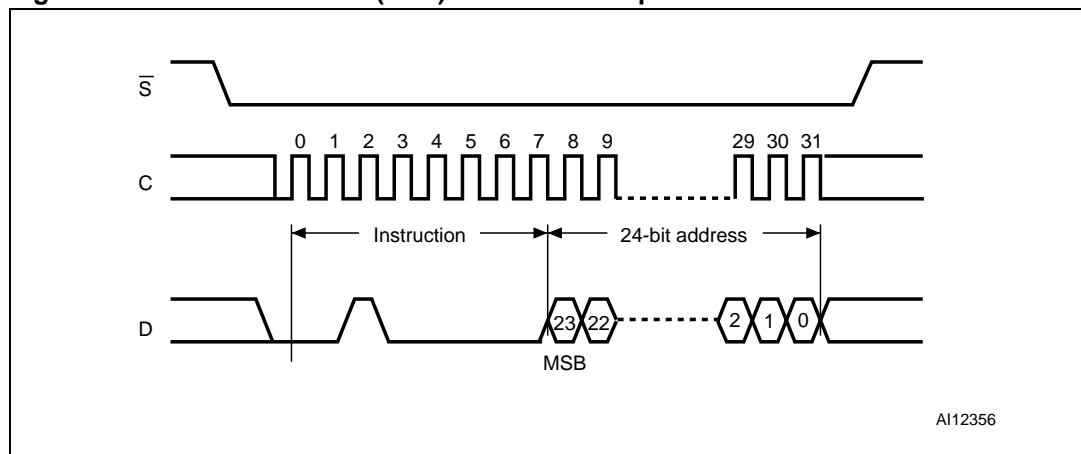 S
0 1 2 3 4 5 6 7 8 9 29 30 31
C
Instruction 24-bit address
D 23 22 2 1 0
MSB
AI12356